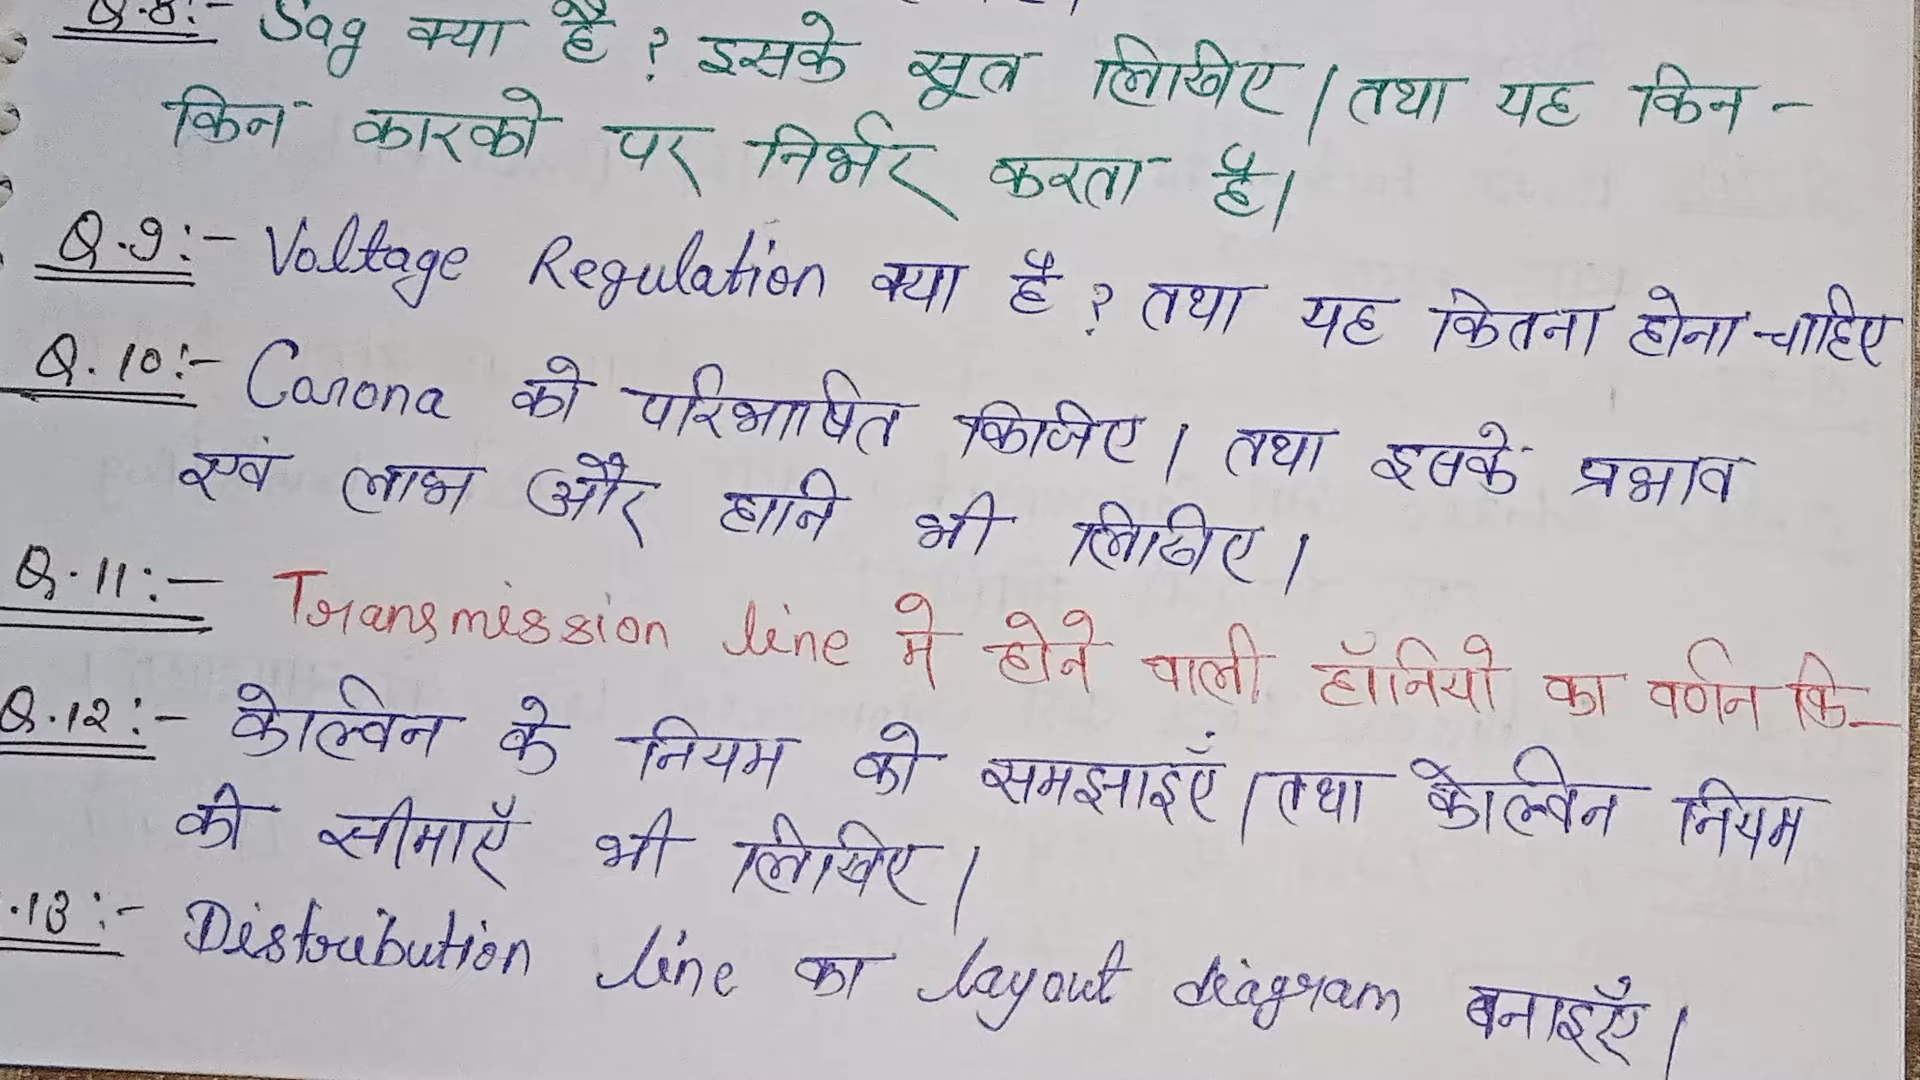 Q.8:- Sag क्या है ? इसके सूत्र लिखिए। तथा यह किन -
किन कारको पर निर्भर करता है।
Q.9:- Voltage Regulation क्या है ? तथा यह कितना होना चाहिए
Q.10:- Carona को परिभाषित किजिए। तथा इसके प्रभाव
एवं लाभ और हानि भी लिखिए।
Q.11:- Transmission line मे होने वाली हॉनियो का वर्णन कि-
Q.12:- केल्विन के नियम को समझाइएँ। तथा केल्विन नियम
की सीमाएँ भी लिखिए।
.13:- Distribution line का layout diagram बनाइएँ।